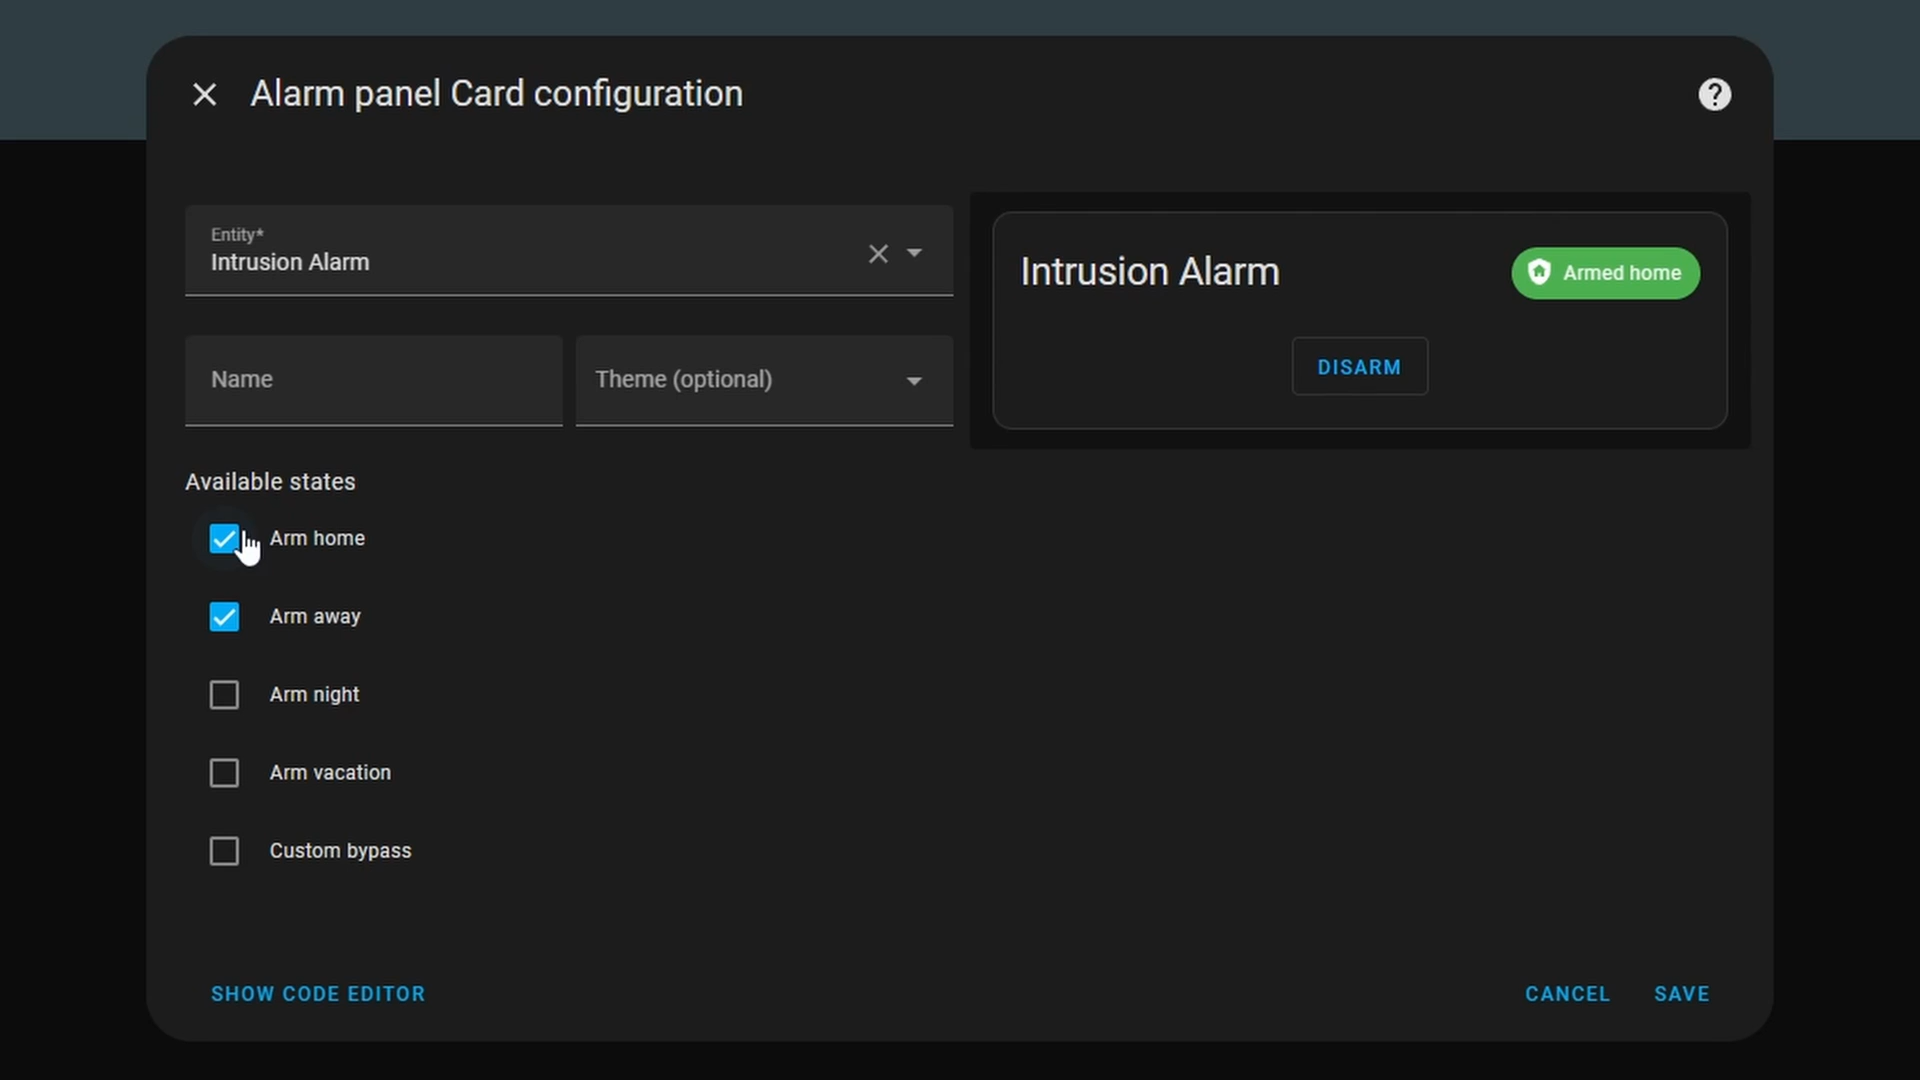 Alarm panel Card configuration
Entity*
Intrusion Alarm
Name
Theme (optional)
Available states
Arm home
Arm away
Arm night
Arm vacation
Custom bypass
Intrusion Alarm
Armed home
DISARM
SHOW CODE EDITOR
CANCEL
SAVE